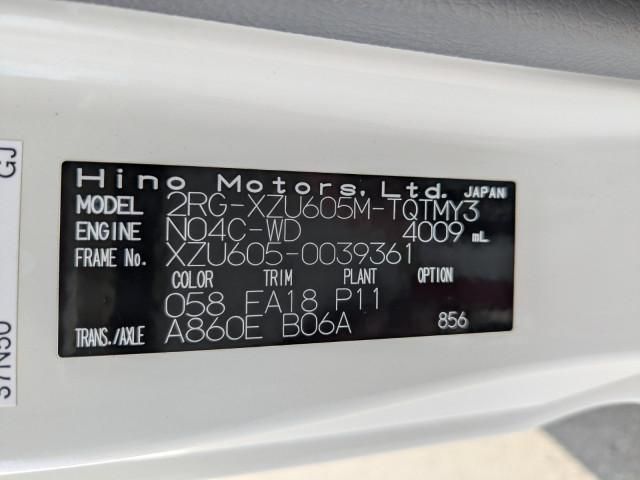 Hino Motors, Ltd. JAPAN
MODEL 2RG-XZU605M-TQTMY3
ENGINE N04C-WD 4009 mL
FRAME No. XZU605-0039361
COLOR TRIM PLANT OPTION
058 FA18 P11
TRANS./AXLE A860E B06A 856
GJ